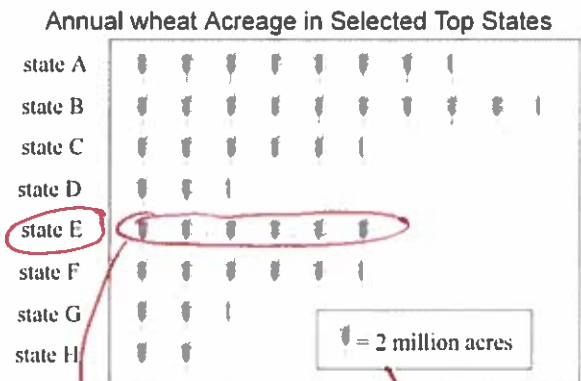 Annual wheat Acreage in Selected Top States
state A
state B
state C
state D
state E
state F
state G
state H
= 2 million acres